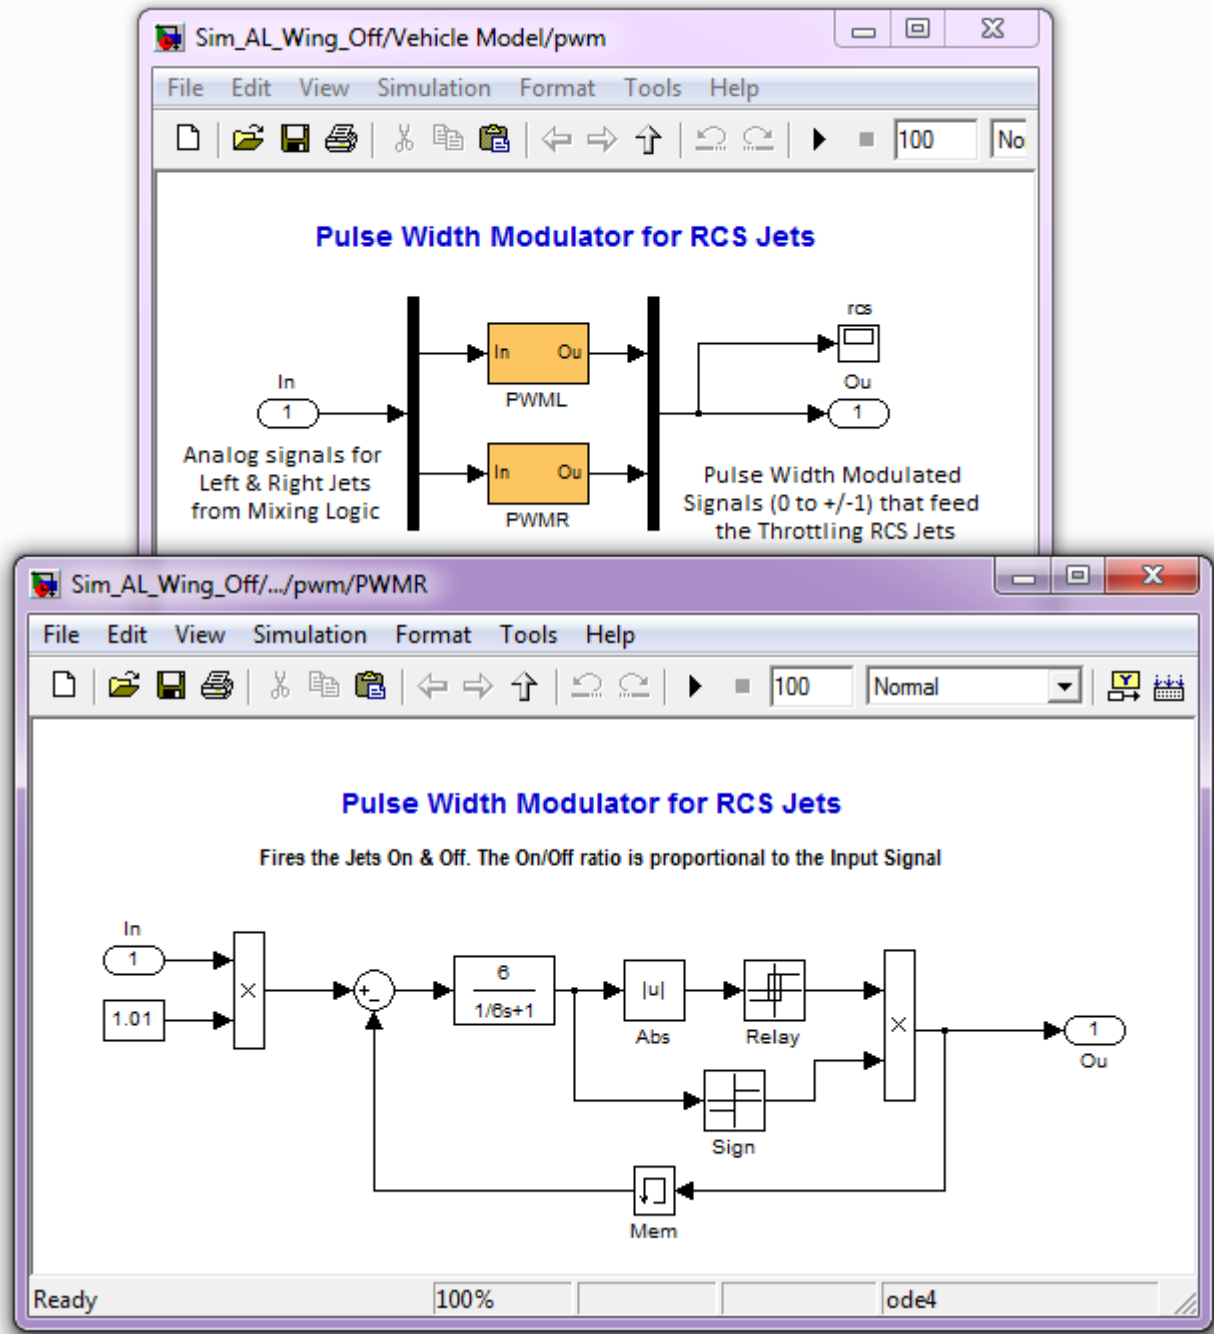 Sim_AL_Wing_Off/Vehicle Model/pwm
File Edit View Simulation Format Tools Help
100
Pulse Width Modulator for RCS Jets
rcs
In Ou
PWML
In
1
Ou
1
Analog signals for
Left & Right Jets
from Mixing Logic
In Ou
PWMR
Pulse Width Modulated
Signals (0 to +/-1) that feed
the Throttling RCS Jets
Sim_AL_Wing_Off/.../pwm/PWMR
File Edit View Simulation Format Tools Help
100 Normal
Pulse Width Modulator for RCS Jets
Fires the Jets On & Off. The On/Off ratio is proportional to the Input Signal
In
1
1.01
×
+
−
6
1/6s+1
|u|
Abs
Relay
×
1
Ou
Sign
Mem
Ready 100% ode4